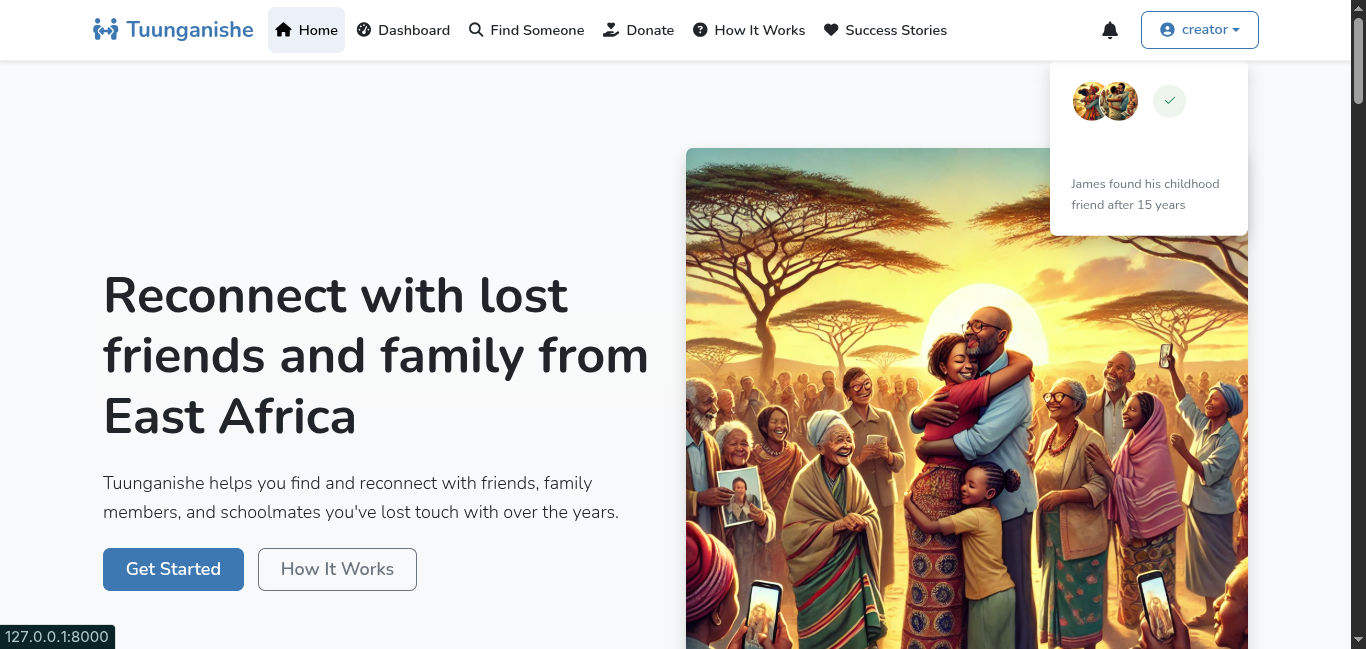 Tuunganishe
Home
Dashboard
Find Someone
Donate
How It Works
Success Stories
creator
James found his childhood
friend after 15 years
Reconnect with lost
friends and family from
East Africa
Tuunganishe helps you find and reconnect with friends, family
members, and schoolmates you've lost touch with over the years.
Get Started
How It Works
127.0.0.1:8000